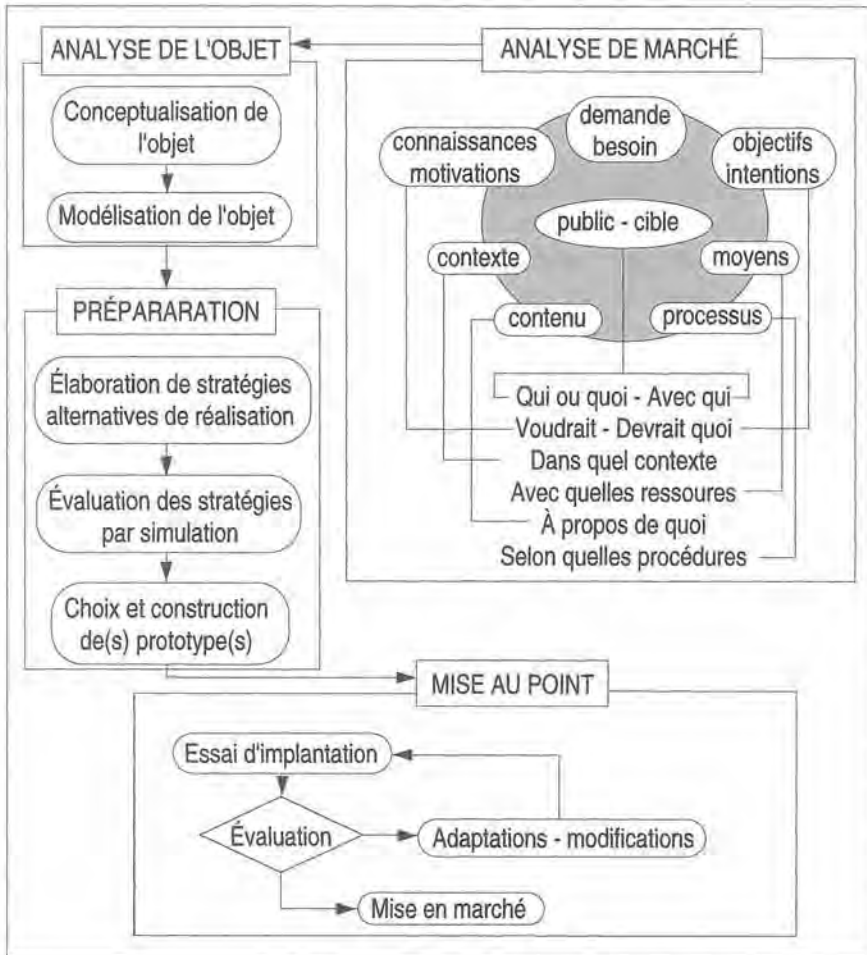 ANALYSE DE L'OBJET
Conceptualisation de
l'objet
Modélisation de l'objet
ANALYSE DE MARCHÉ
demande
besoin
connaissances
motivations
objectifs
intentions
public - cible
contexte
moyens
contenu
processus
Qui ou quoi - Avec qui
Voudrait - Devrait quoi
Dans quel contexte
Avec quelles ressoures
À propos de quoi
Selon quelles procédures
PRÉPARARATION
Élaboration de stratégies
alternatives de réalisation
Évaluation des stratégies
par simulation
Choix et construction
de(s) prototype(s)
MISE AU POINT
Essai d'implantation
Évaluation
Adaptations - modifications
Mise en marché